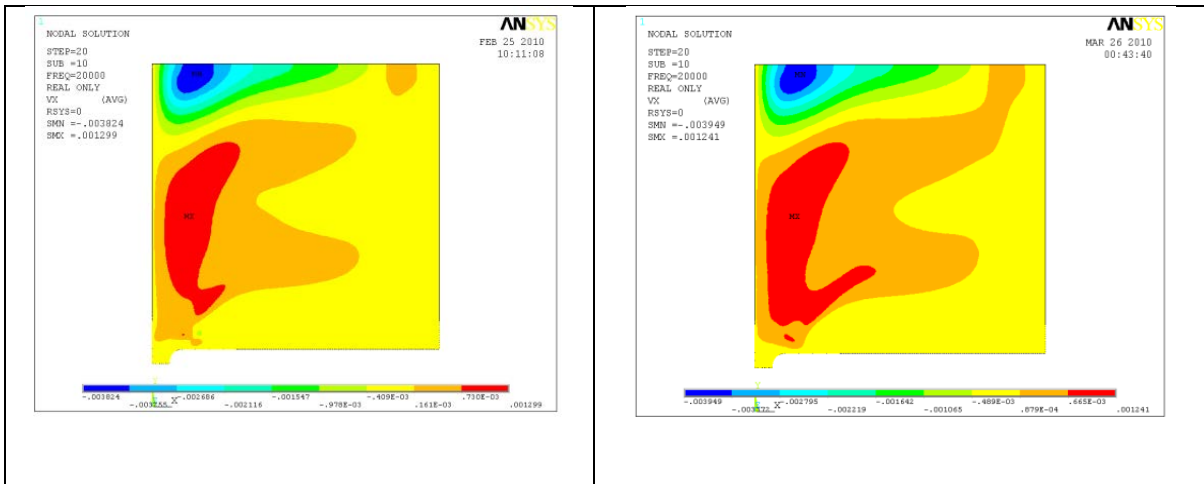 1
ANSYS
NODAL SOLUTION
FEB 25 2010
10:11:08
STEP=20
SUB =10
FREQ=20000
REAL ONLY
VX (AVG)
RSYS=0
SMN =-.003824
SMX =.001299
MN
MX
Y
X
-.003824 -.002686 -.001547 -.409E-03 .730E-03
-.003255 -.002116 -.978E-03 .161E-03 .001299
1
ANSYS
NODAL SOLUTION
MAR 26 2010
00:43:40
STEP=20
SUB =10
FREQ=20000
REAL ONLY
VX (AVG)
RSYS=0
SMN =-.003949
SMX =.001241
MN
MX
Y
X
-.003949 -.002795 -.001642 -.489E-03 .665E-03
-.002219 -.001065 .879E-04 .001241